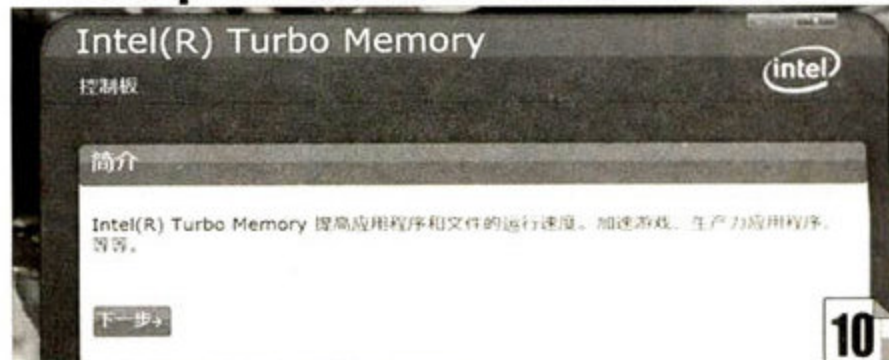 Intel(R) Turbo Memory
intel
控制板
简介
Intel(R) Turbo Memory 提高应用程序和文件的运行速度。加速游戏、生产力应用程序、
等等。
下一步→
10